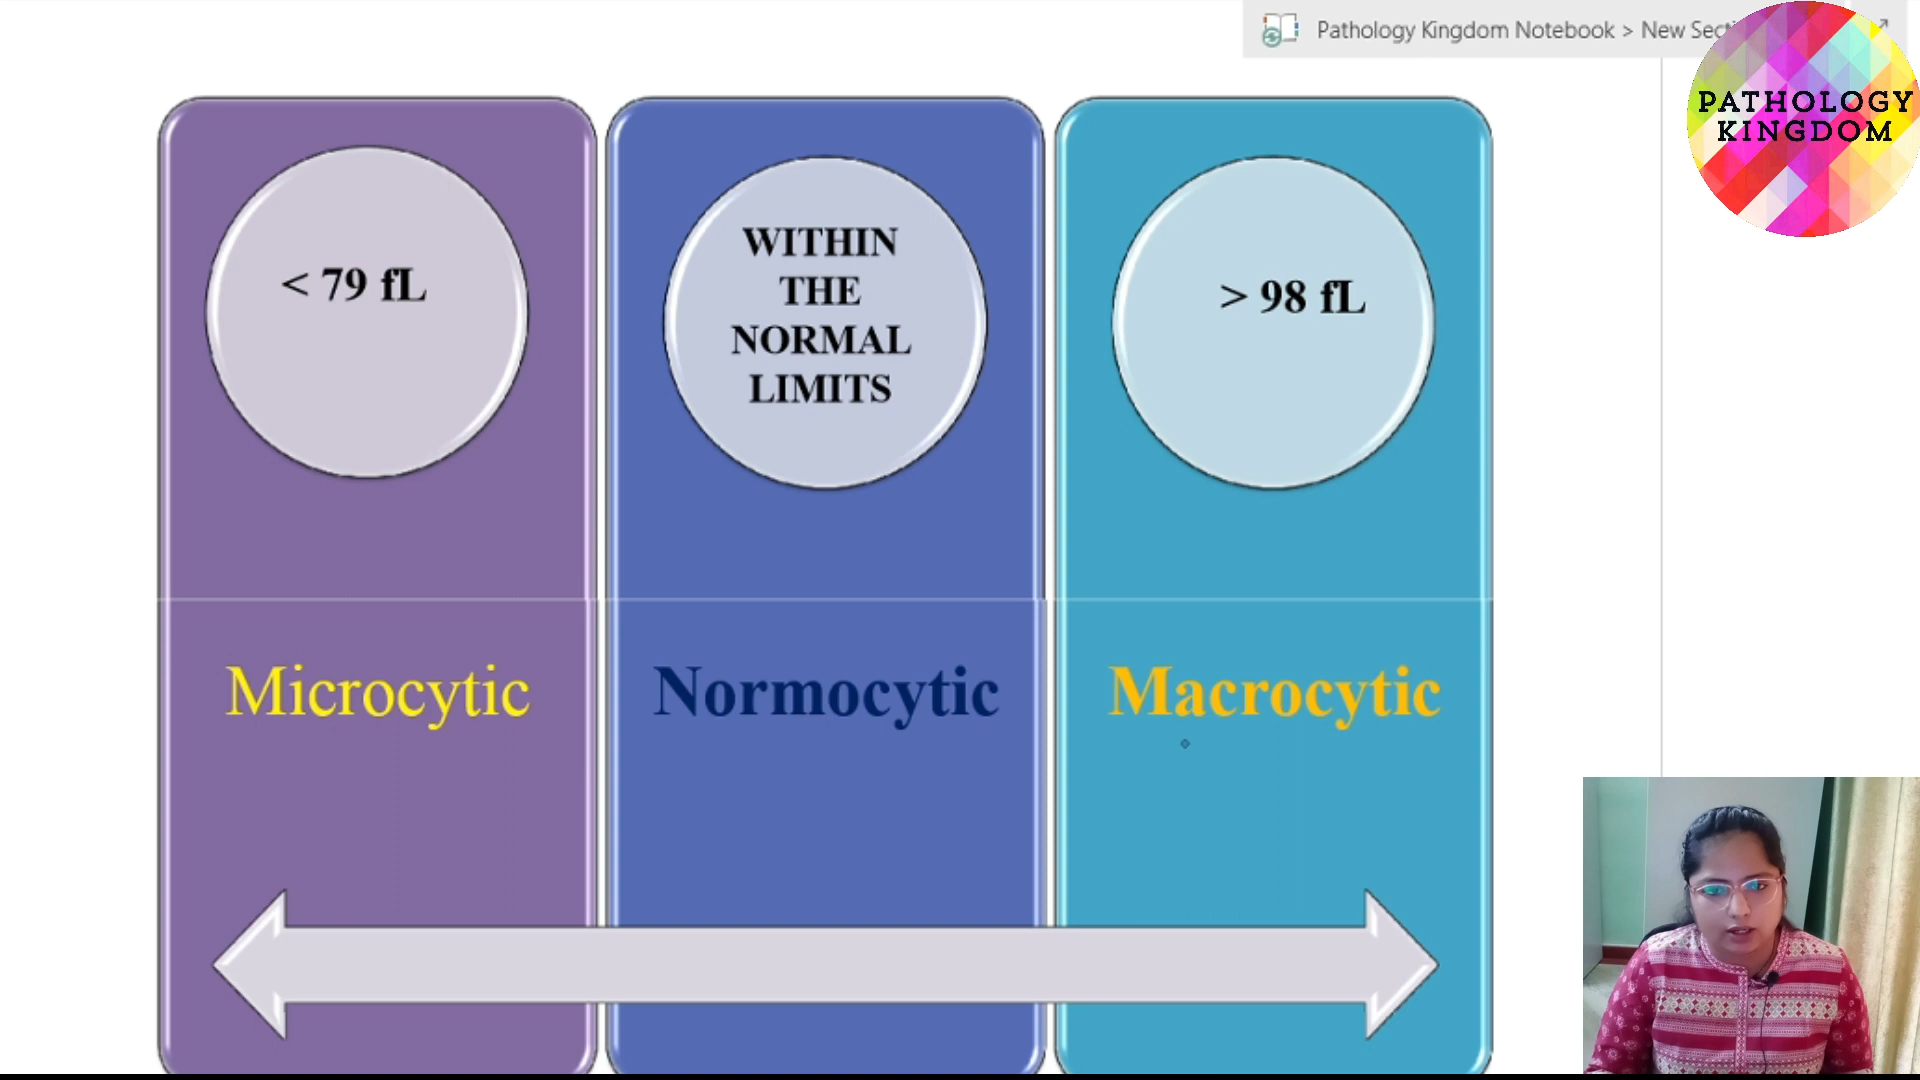 Pathology Kingdom Notebook > New Sec
PATHOLOGY
KINGDOM
< 79 fL
WITHIN
THE
NORMAL
LIMITS
> 98 fL
Microcytic
Normocytic
Macrocytic